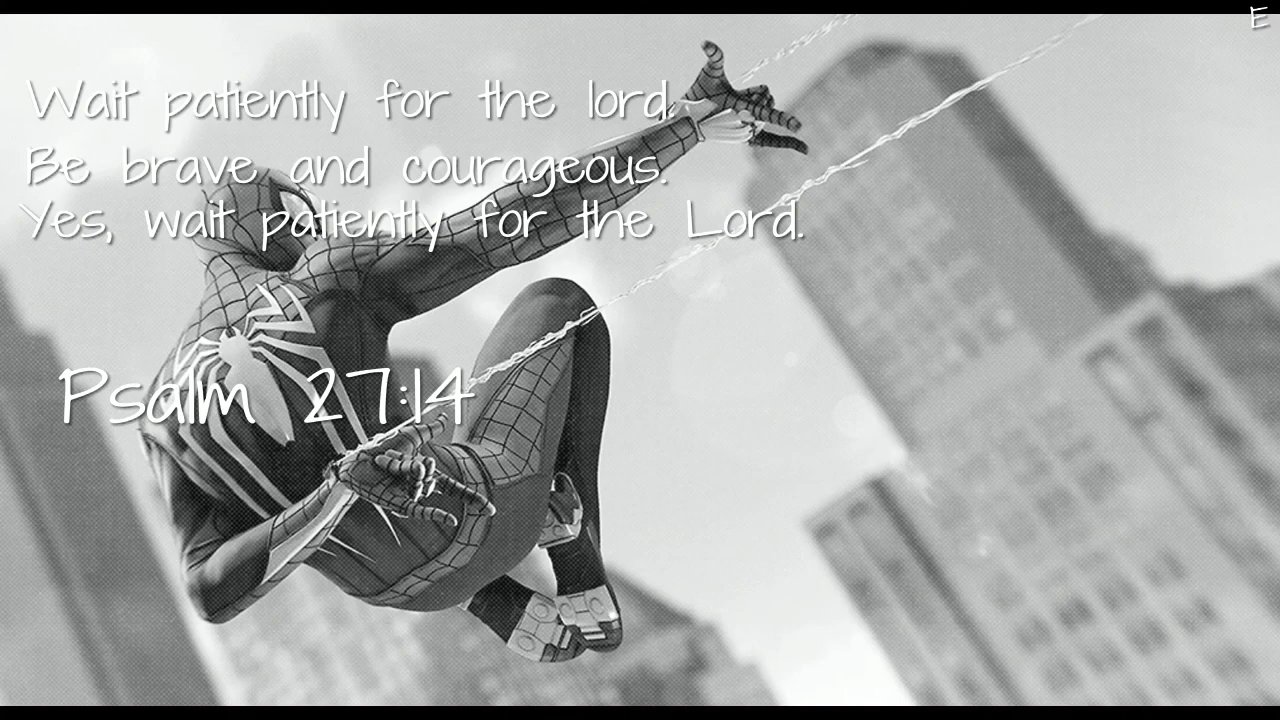 E
Wait patiently for the lord.
Be brave and courageous.
Yes, wait patiently for the Lord.
Psalm 27:14